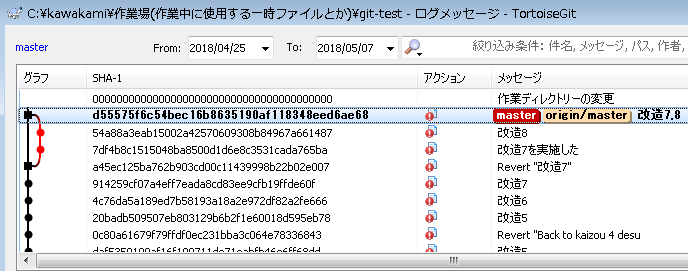 C:¥kawakami¥作業場(作業中に使用する一時ファイルとか)¥git-test - ログメッセージ - TortoiseGit
master From: 2018/04/25 To: 2018/05/07 絞り込み条件: 件名, メッセージ, パス, 作者,
グラフ SHA-1 アクション メッセージ
0000000000000000000000000000000000000000 作業ディレクトリーの変更
d55575f6c54bec16b8635190af118348eed6ae68 master origin/master 改造7,8
54a88a3eab15002a42570609308b84967a661487 改造8
7df4b8c1515048ba8500d1d6e8c3531cada765ba 改造7を実施した
a45ec125ba762b903cd00c11439998b22b02e007 Revert "改造7"
914259cf07a4eff7eada8cd83ee9cfb19ffde60f 改造7
4c76da5a189ed7b58193a18a2e972df82a2fe666 改造6
20badb509507eb803129b6b2f1e60018d595eb78 改造5
0c80a61679f79ffdf0ec231bba3c064e78336843 Revert "Back to kaizou 4 desu